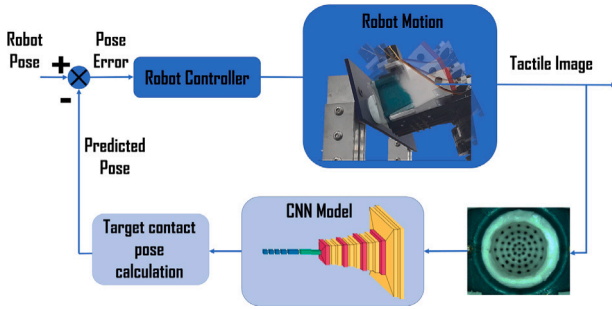 Robot Motion
Robot
Pose
Pose
Error
+
-
Robot Controller
Tactile Image
Predicted
Pose
Target contact
pose
calculation
CNN Model